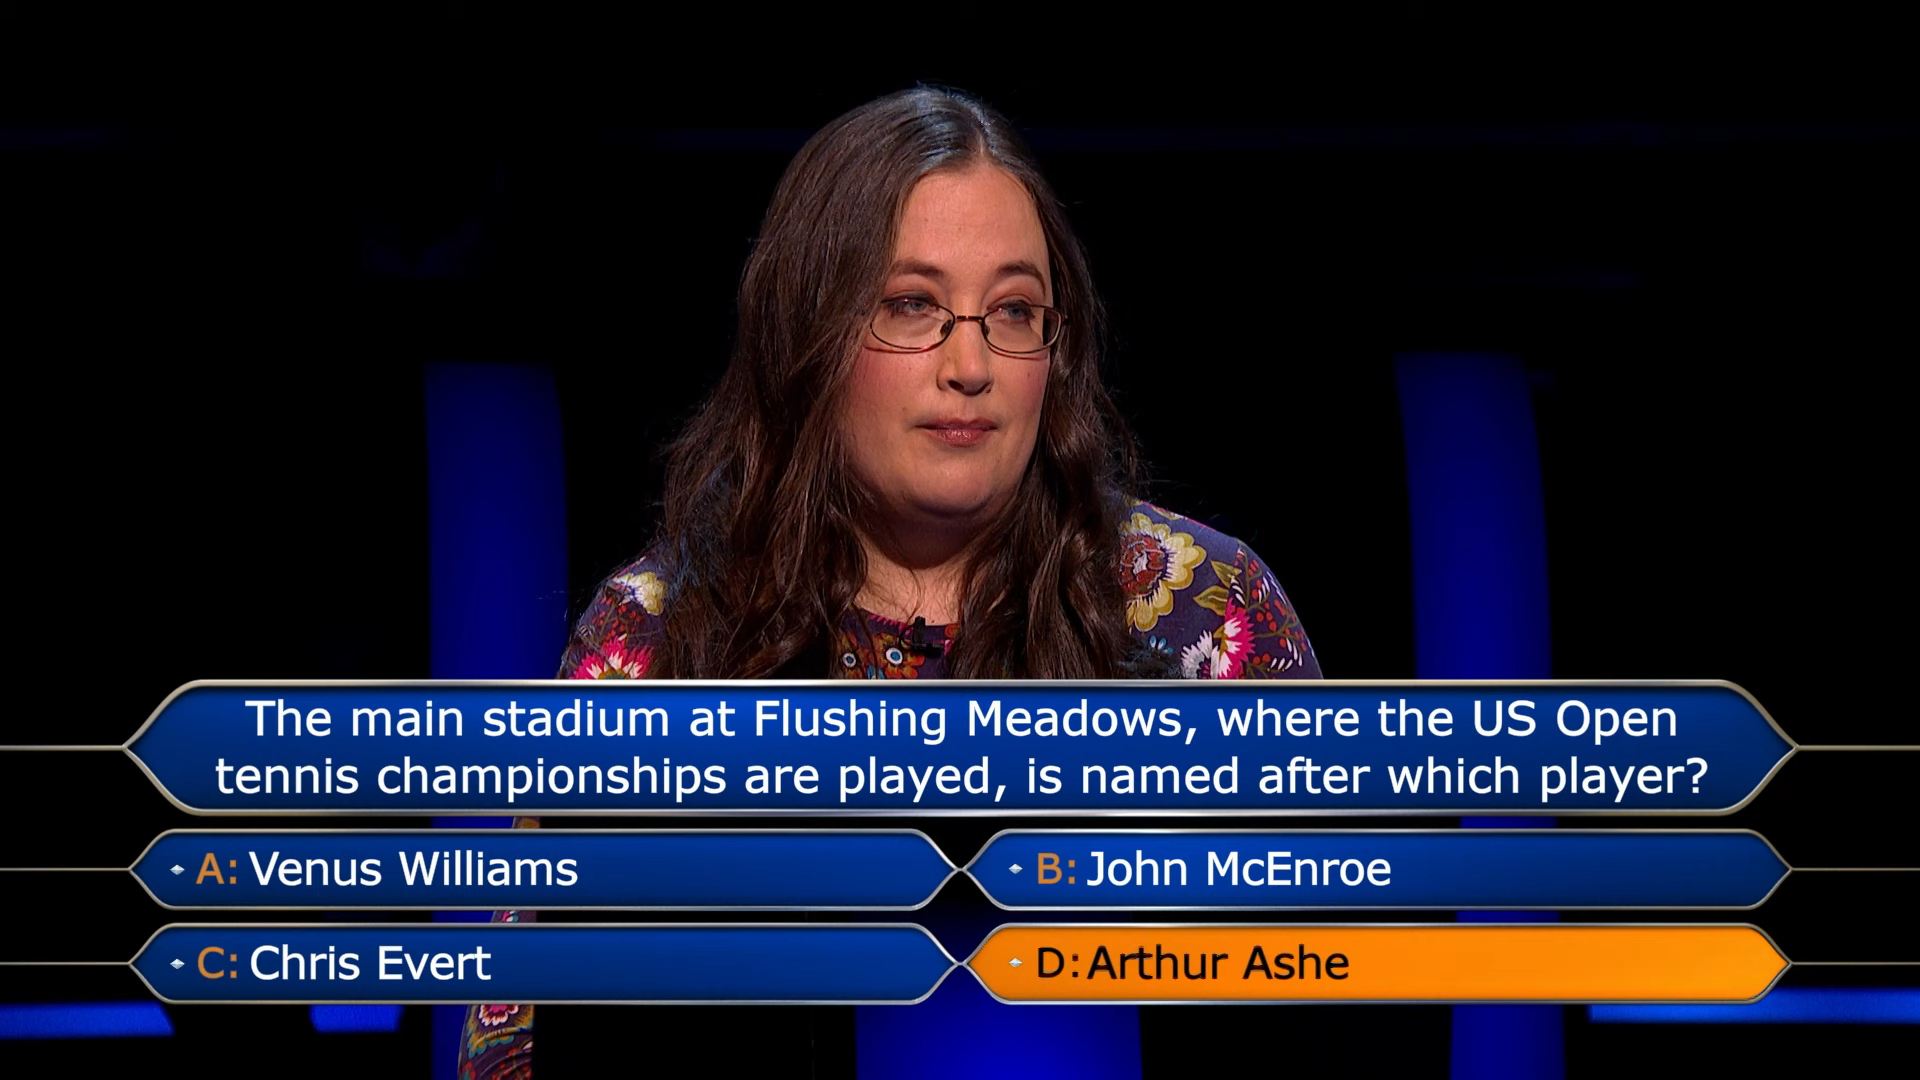 The main stadium at Flushing Meadows, where the US Open
tennis championships are played, is named after which player?
A: Venus Williams
B: John McEnroe
C: Chris Evert
D: Arthur Ashe